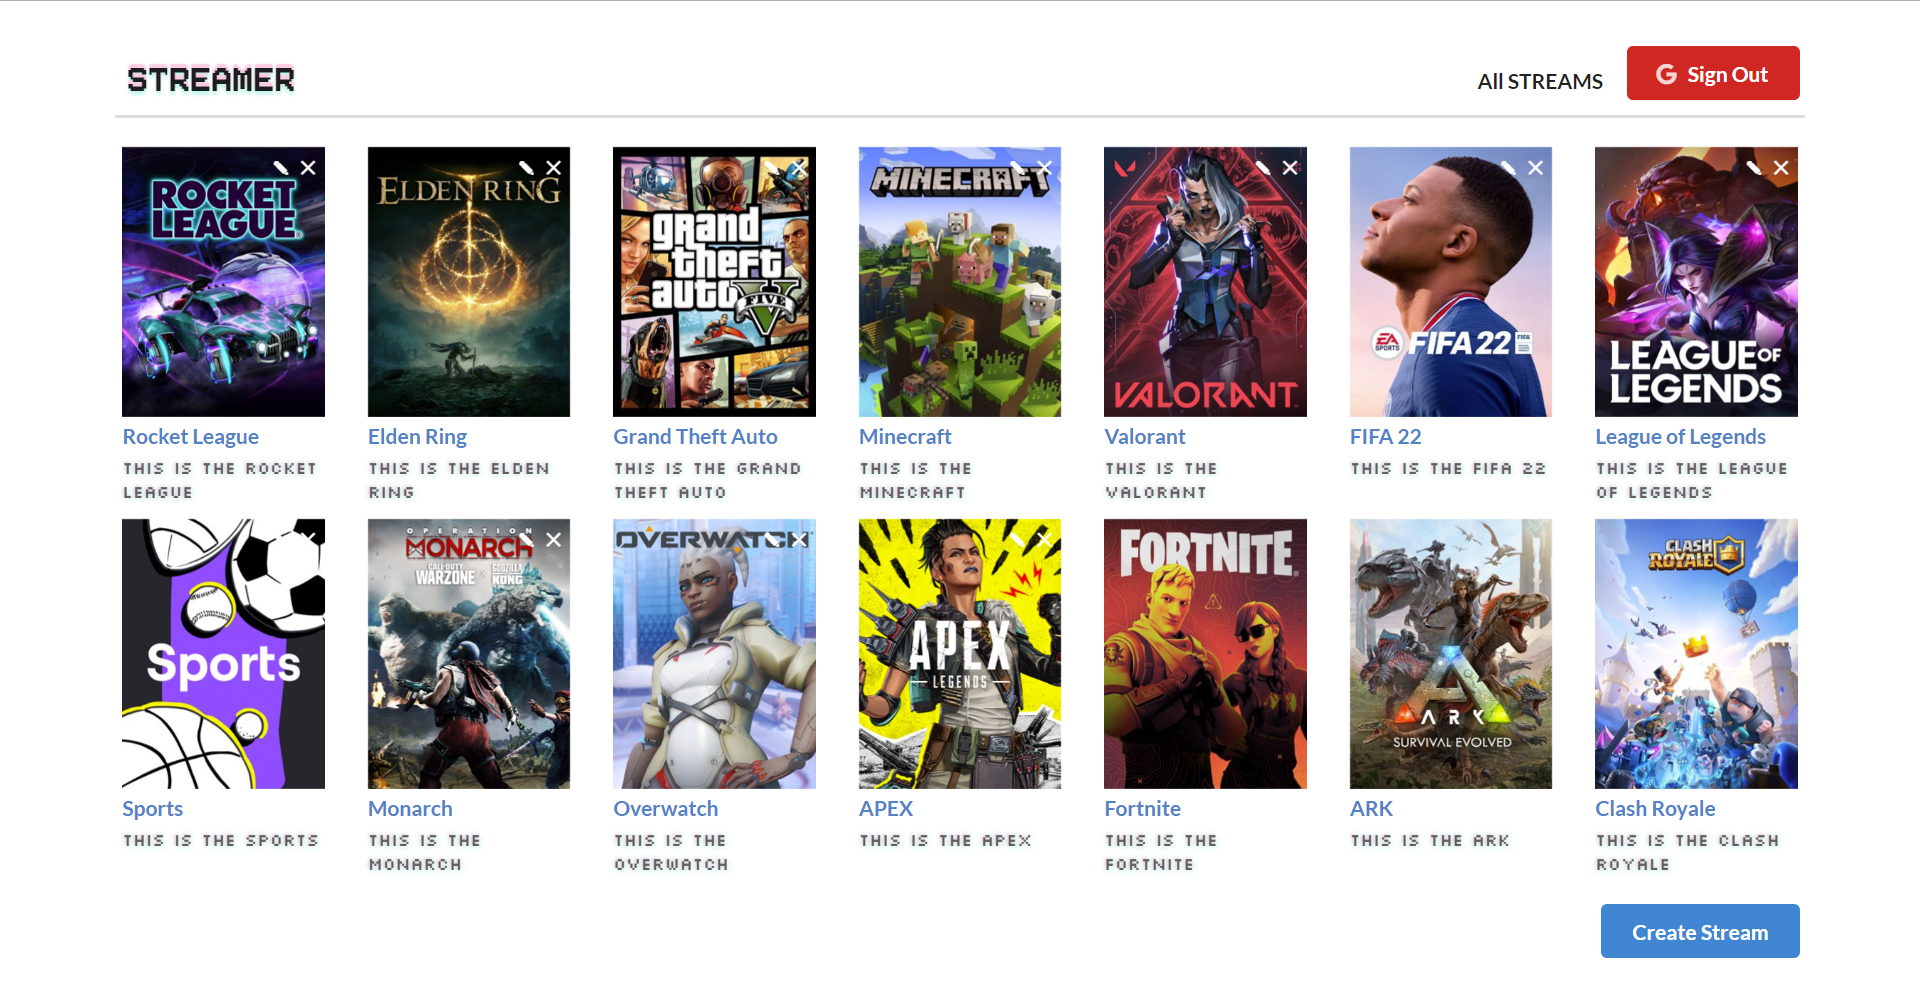 STREAMER
All STREAMS
Sign Out
ROCKET
LEAGUE
ELDEN RING
grand
theft
auto
FIVE
V
MINECRAFT
VALORANT
EA
SPORTS
FIFA 22
FIFA
LEAGUE OF
LEGENDS
Rocket League
Elden Ring
Grand Theft Auto
Minecraft
Valorant
FIFA 22
League of Legends
THIS IS THE ROCKET
LEAGUE
THIS IS THE ELDEN
RING
THIS IS THE GRAND
THEFT AUTO
THIS IS THE
MINECRAFT
THIS IS THE
VALORANT
THIS IS THE FIFA 22
THIS IS THE LEAGUE
OF LEGENDS
Sports
OPERATION
MONARCH
CALL OF DUTY
WARZONE
GODZILLA
KONG
OVERWATCH
APEX
LEGENDS
FORTNITE
ARK
SURVIVAL EVOLVED
CLASH
ROYALE
Sports
Monarch
Overwatch
APEX
Fortnite
ARK
Clash Royale
THIS IS THE SPORTS
THIS IS THE
MONARCH
THIS IS THE
OVERWATCH
THIS IS THE APEX
THIS IS THE
FORTNITE
THIS IS THE ARK
THIS IS THE CLASH
ROYALE
Create Stream